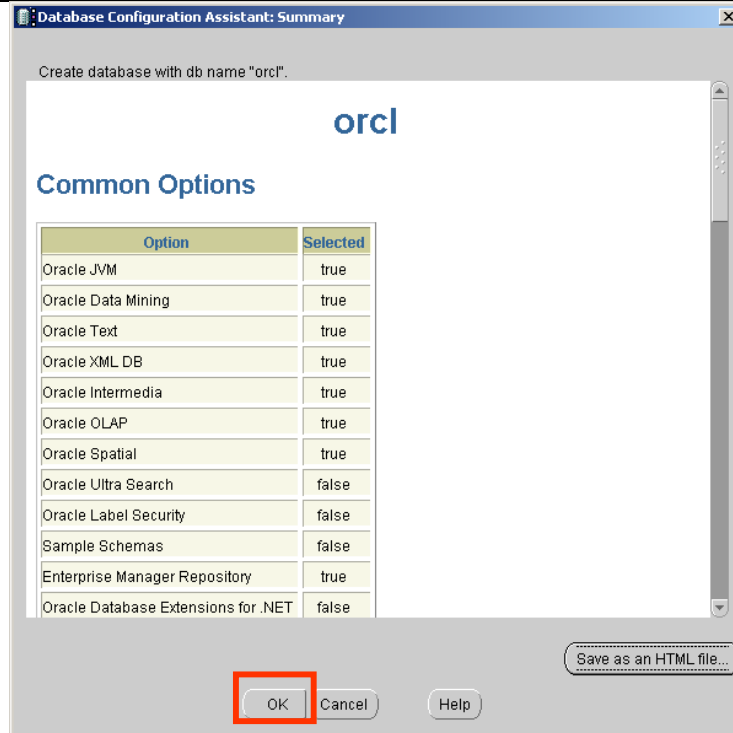 Database Configuration Assistant: Summary
Create database with db name "orcl".
orcl
Common Options
Option Selected
Oracle JVM true
Oracle Data Mining true
Oracle Text true
Oracle XML DB true
Oracle Intermedia true
Oracle OLAP true
Oracle Spatial true
Oracle Ultra Search false
Oracle Label Security false
Sample Schemas false
Enterprise Manager Repository true
Oracle Database Extensions for .NET false
Save as an HTML file...
OK Cancel Help